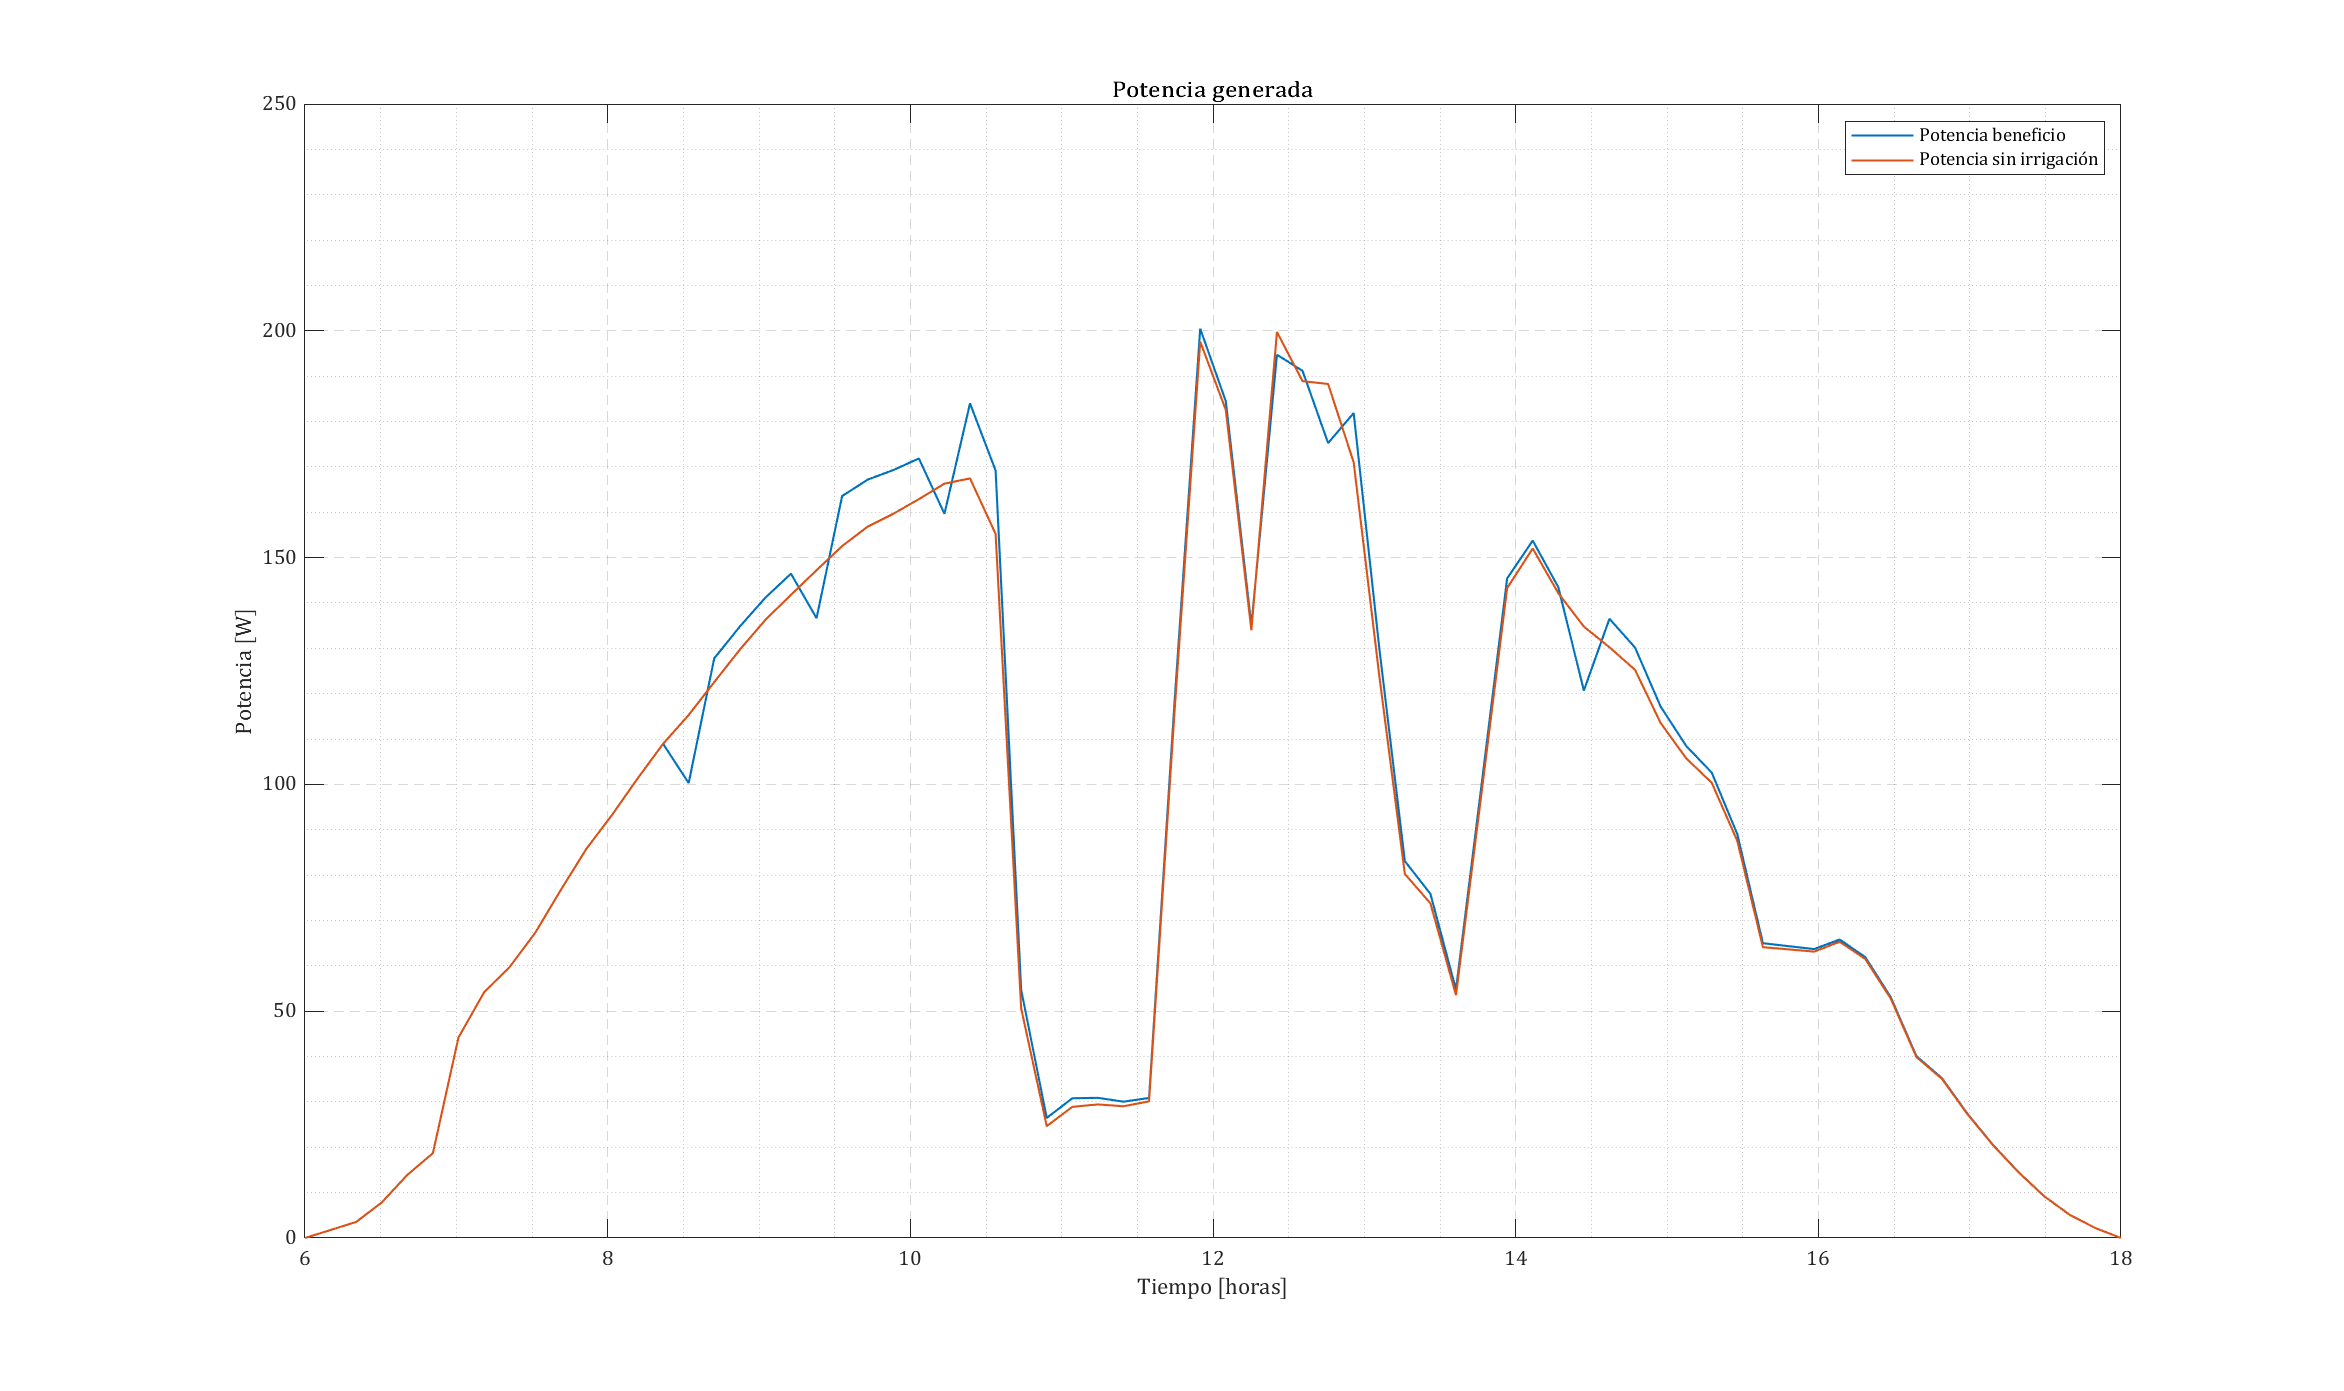 Potencia generada
250
200
150
100
50
0
Potencia [W]
Potencia beneficio
Potencia sin irrigación
6 8 10 12 14 16 18
Tiempo [horas]